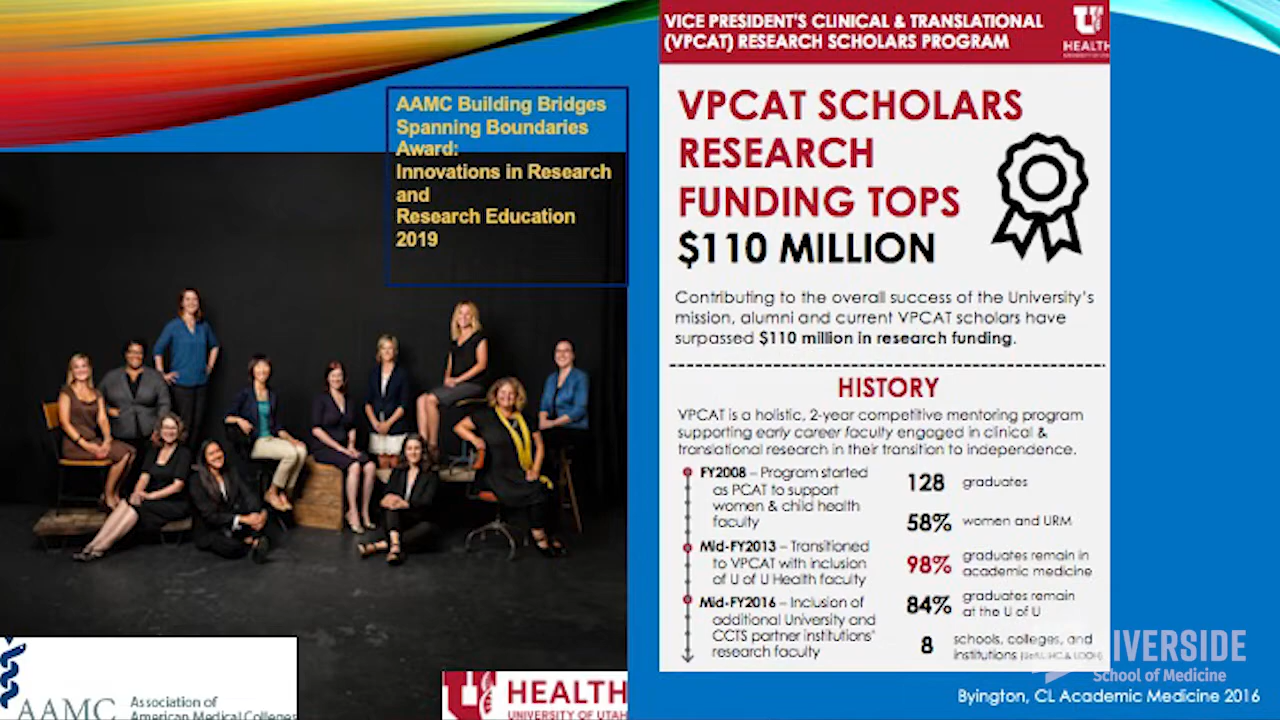 AAMC Building Bridges
Spanning Boundaries
Award:
Innovations in Research
and
Research Education
2019
AAMC
Association of
American Medical Colleges
HEALTH
UNIVERSITY OF UTAH
VICE PRESIDENT'S CLINICAL & TRANSLATIONAL
(VPCAT) RESEARCH SCHOLARS PROGRAM
HEALTH
VPCAT SCHOLARS
RESEARCH
FUNDING TOPS
$110 MILLION
Contributing to the overall success of the University's
mission, alumni and current VPCAT scholars have
surpassed $110 million in research funding.
HISTORY
VPCAT is a holistic, 2-year competitive mentoring program
supporting early career faculty engaged in clinical &
translational research in their transition to independence.
FY2008 – Program started
as PCAT to support
women & child health
faculty
Mid-FY2013 – Transitioned
to VPCAT with inclusion
of U of U Health faculty
Mid-FY2016 – Inclusion of
additional University and
CCTS partner institutions'
research faculty
128 graduates
58% women and URM
98% graduates remain in
academic medicine
84% graduates remain
at the U of U
8 schools, colleges, and
institutions
IVERSIDE
School of Medicine
Byington, CL Academic Medicine 2016